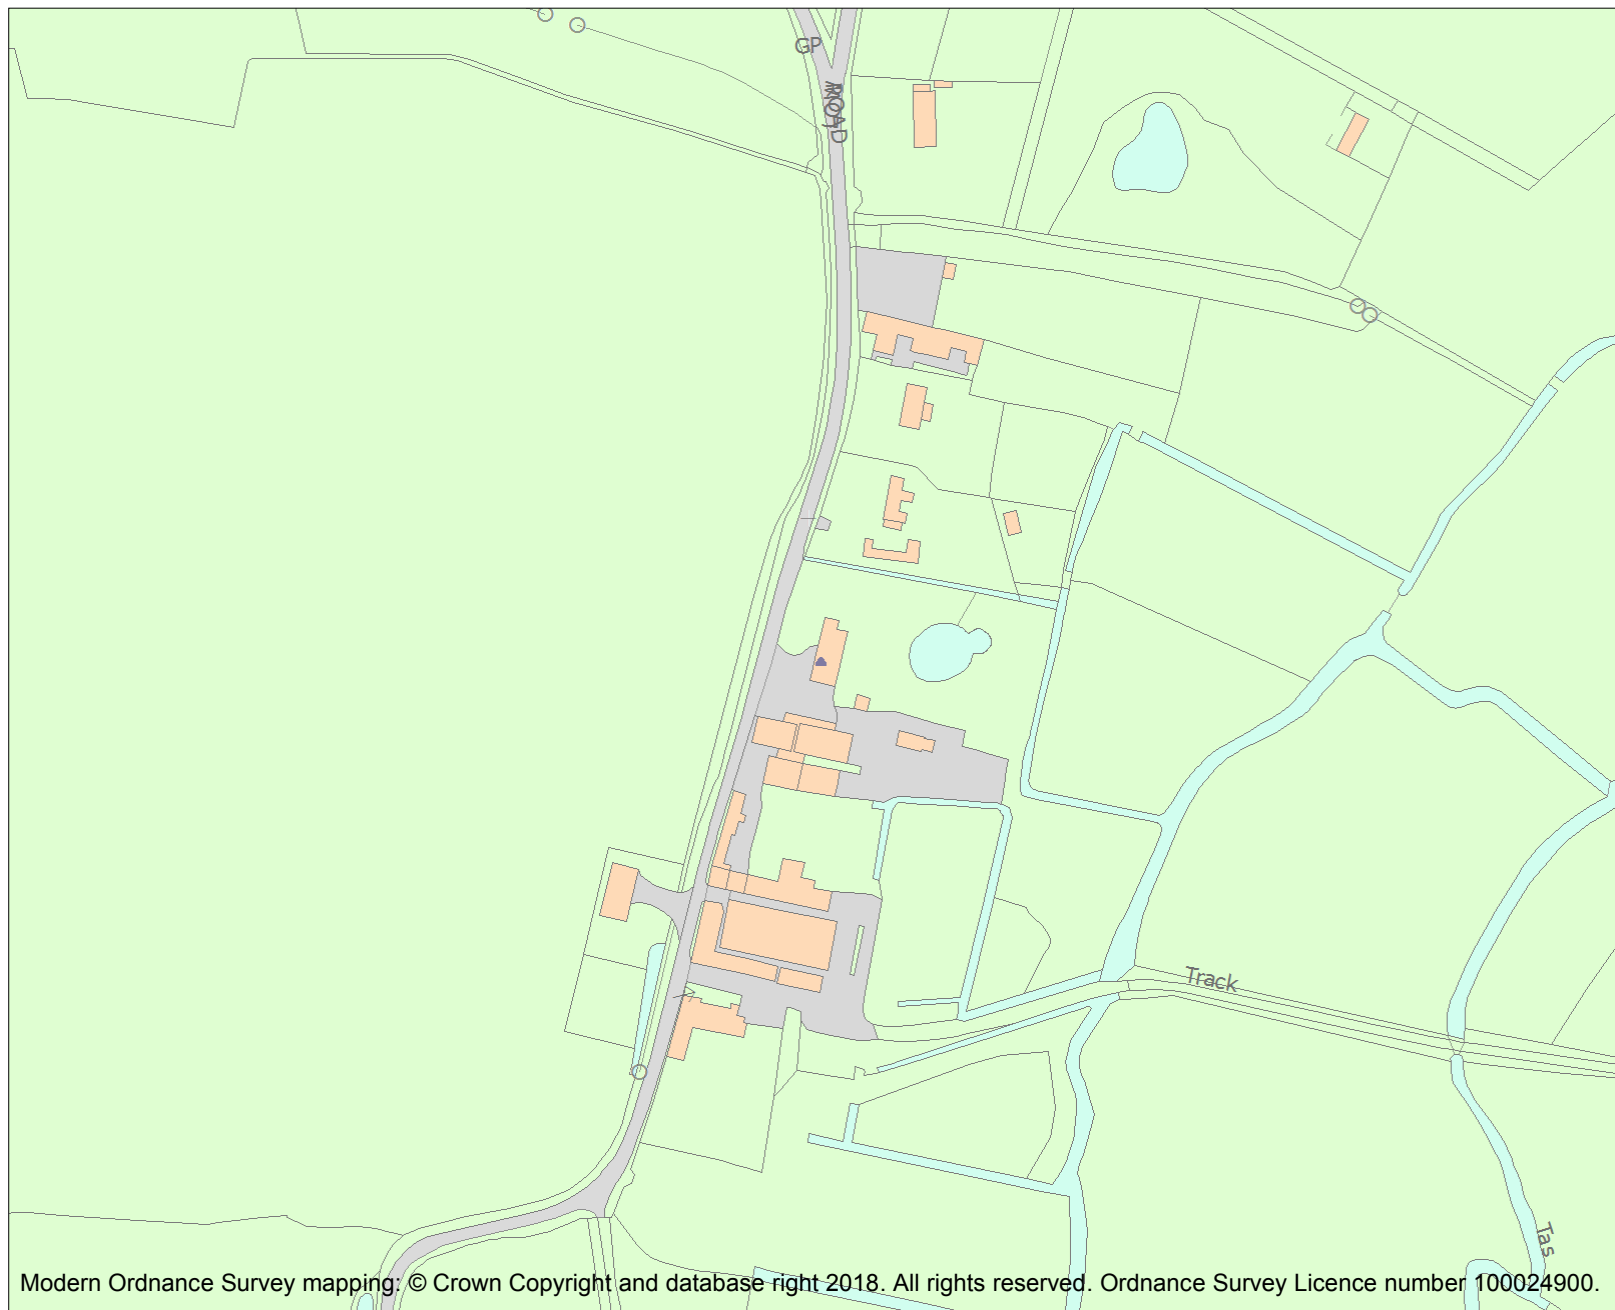 GP
ROAD
Track
Tas
Modern Ordnance Survey mapping: © Crown Copyright and database right 2018. All rights reserved. Ordnance Survey Licence number 100024900.